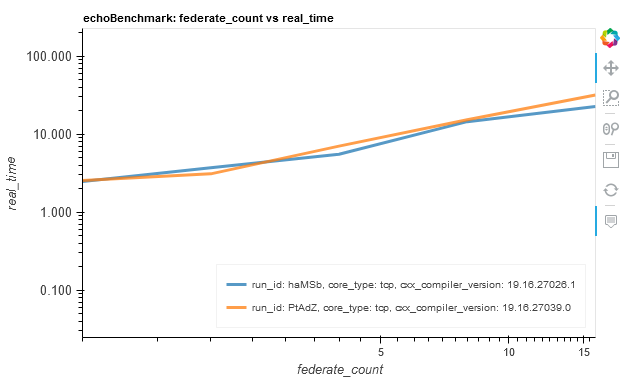 echoBenchmark: federate_count vs real_time
100.000
10.000
1.000
0.100
real_time
run_id: haMSb, core_type: tcp, cxx_compiler_version: 19.16.27026.1
run_id: PtAdZ, core_type: tcp, cxx_compiler_version: 19.16.27039.0
5
10
15
federate_count